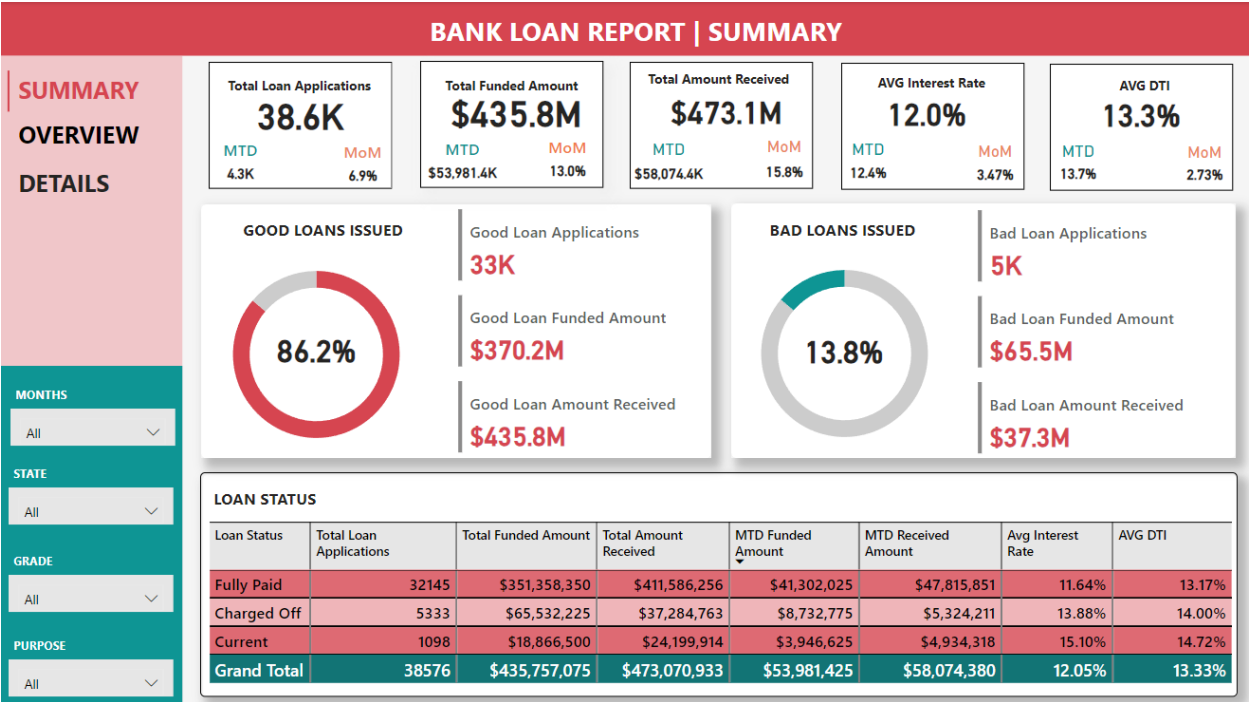 BANK LOAN REPORT | SUMMARY
SUMMARY
OVERVIEW
DETAILS
MONTHS
All
STATE
All
GRADE
All
PURPOSE
All
Total Loan Applications
38.6K
MTD MoM
4.3K 6.9%
Total Funded Amount
$435.8M
MTD MoM
$53,981.4K 13.0%
Total Amount Received
$473.1M
MTD MoM
$58,074.4K 15.8%
AVG Interest Rate
12.0%
MTD MoM
12.4% 3.47%
AVG DTI
13.3%
MTD MoM
13.7% 2.73%
GOOD LOANS ISSUED
86.2%
Good Loan Applications
33K
Good Loan Funded Amount
$370.2M
Good Loan Amount Received
$435.8M
BAD LOANS ISSUED
13.8%
Bad Loan Applications
5K
Bad Loan Funded Amount
$65.5M
Bad Loan Amount Received
$37.3M
LOAN STATUS
Loan Status Total Loan Applications Total Funded Amount Total Amount Received MTD Funded Amount MTD Received Amount Avg Interest Rate AVG DTI
Fully Paid 32145 $351,358,350 $411,586,256 $41,302,025 $47,815,851 11.64% 13.17%
Charged Off 5333 $65,532,225 $37,284,763 $8,732,775 $5,324,211 13.88% 14.00%
Current 1098 $18,866,500 $24,199,914 $3,946,625 $4,934,318 15.10% 14.72%
Grand Total 38576 $435,757,075 $473,070,933 $53,981,425 $58,074,380 12.05% 13.33%